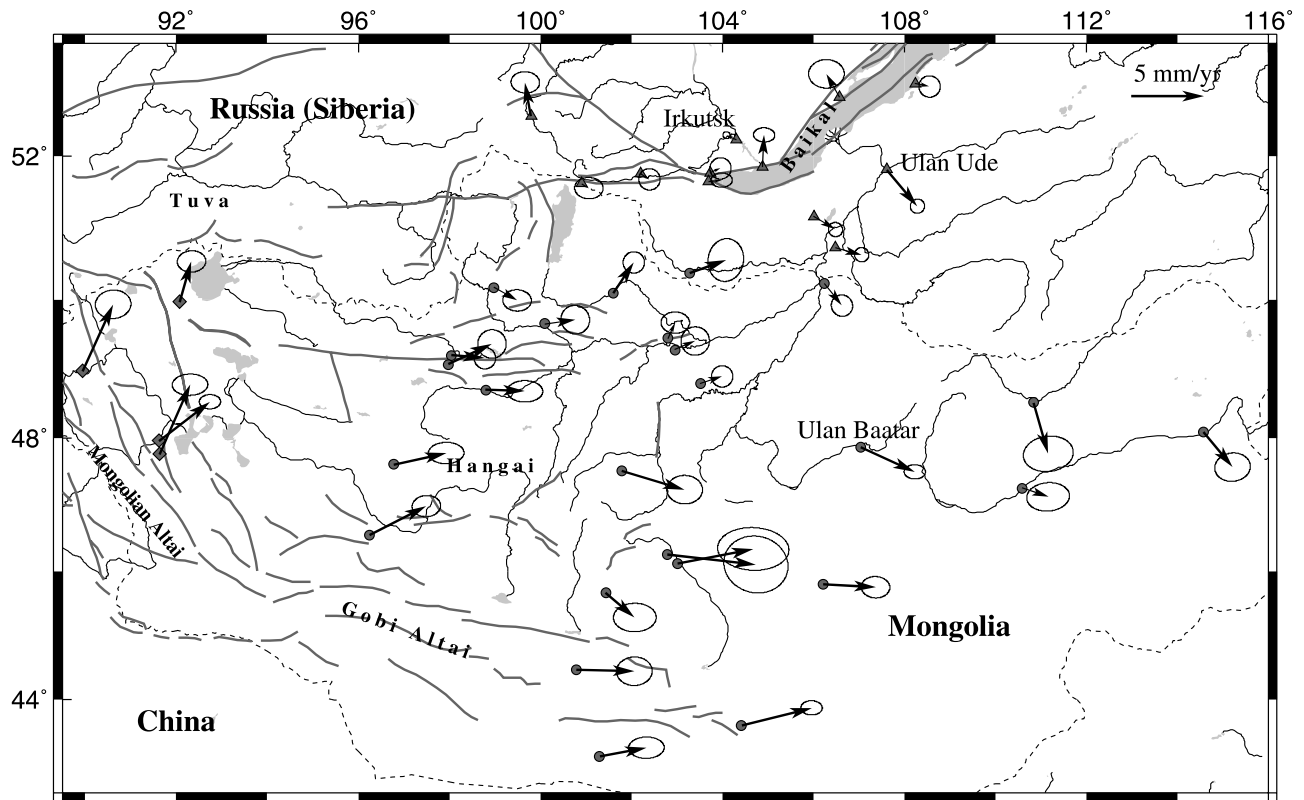 92° 96° 100° 104° 108° 112° 116°
5 mm/yr
Russia (Siberia)
Irkutsk
Baikal
52°
Ulan Ude
Tuva
48°
Ulan Baatar
Hangai
Mongolian Altai
Gobi Altai
Mongolia
44°
China